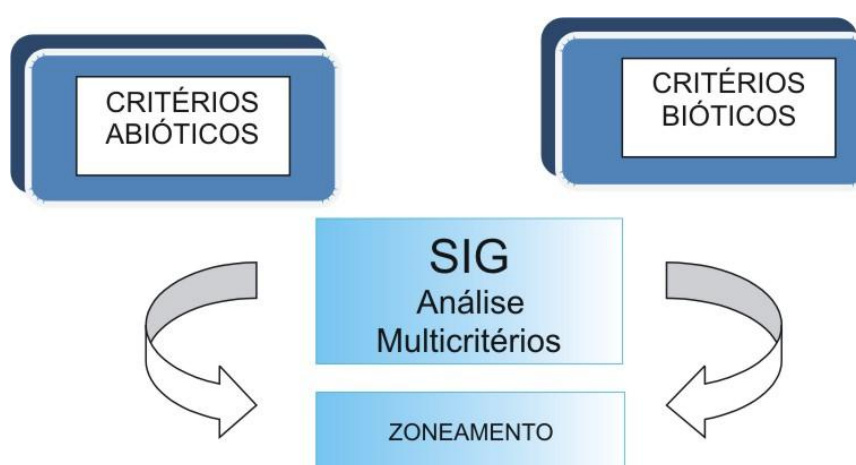 CRITÉRIOS
ABIÓTICOS
CRITÉRIOS
BIÓTICOS
SIG
Análise
Multicritérios
ZONEAMENTO